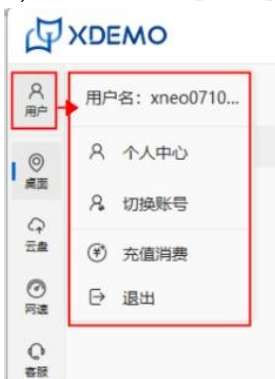 XDEMO
用户
用户名：xneo0710...
个人中心
桌面
切换账号
云盘
充值消费
网速
退出
客服